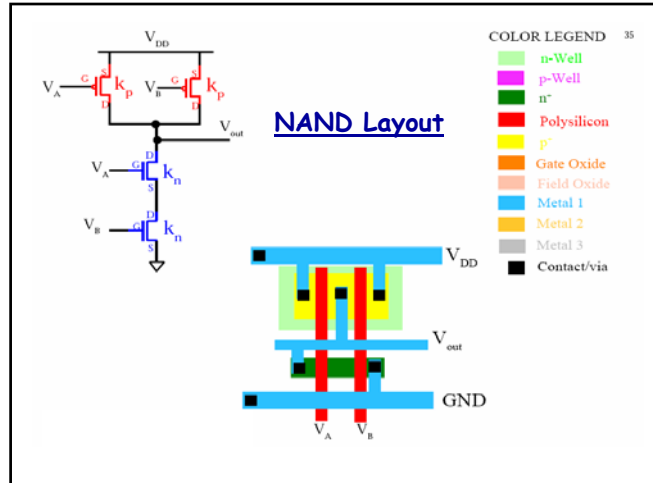 COLOR LEGEND 35
n-Well
p-Well
n+
Polysilicon
p+
Gate Oxide
Field Oxide
Metal 1
Metal 2
Metal 3
Contact/via
NAND Layout
VDD
S
S
VA
G
kp
VB
G
kp
D
D
Vout
D
VA
G
kn
S
D
VB
G
kn
S
VDD
Vout
GND
VA
VB